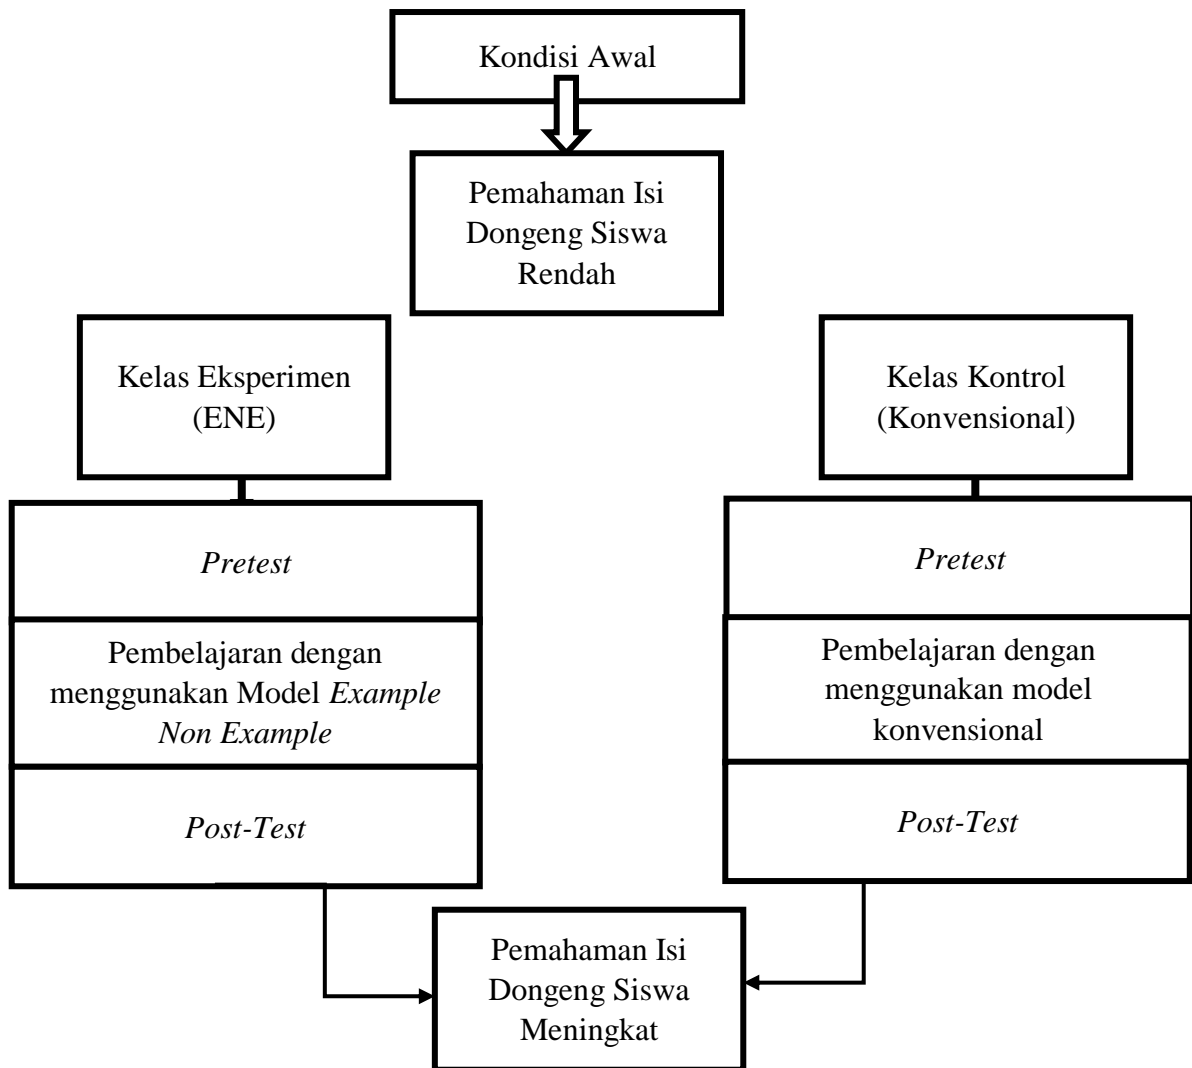 Kondisi Awal
Pemahaman Isi
Dongeng Siswa
Rendah
Kelas Eksperimen
(ENE)
Kelas Kontrol
(Konvensional)
Pretest
Pembelajaran dengan
menggunakan Model Example
Non Example
Post-Test
Pretest
Pembelajaran dengan
menggunakan model
konvensional
Post-Test
Pemahaman Isi
Dongeng Siswa
Meningkat